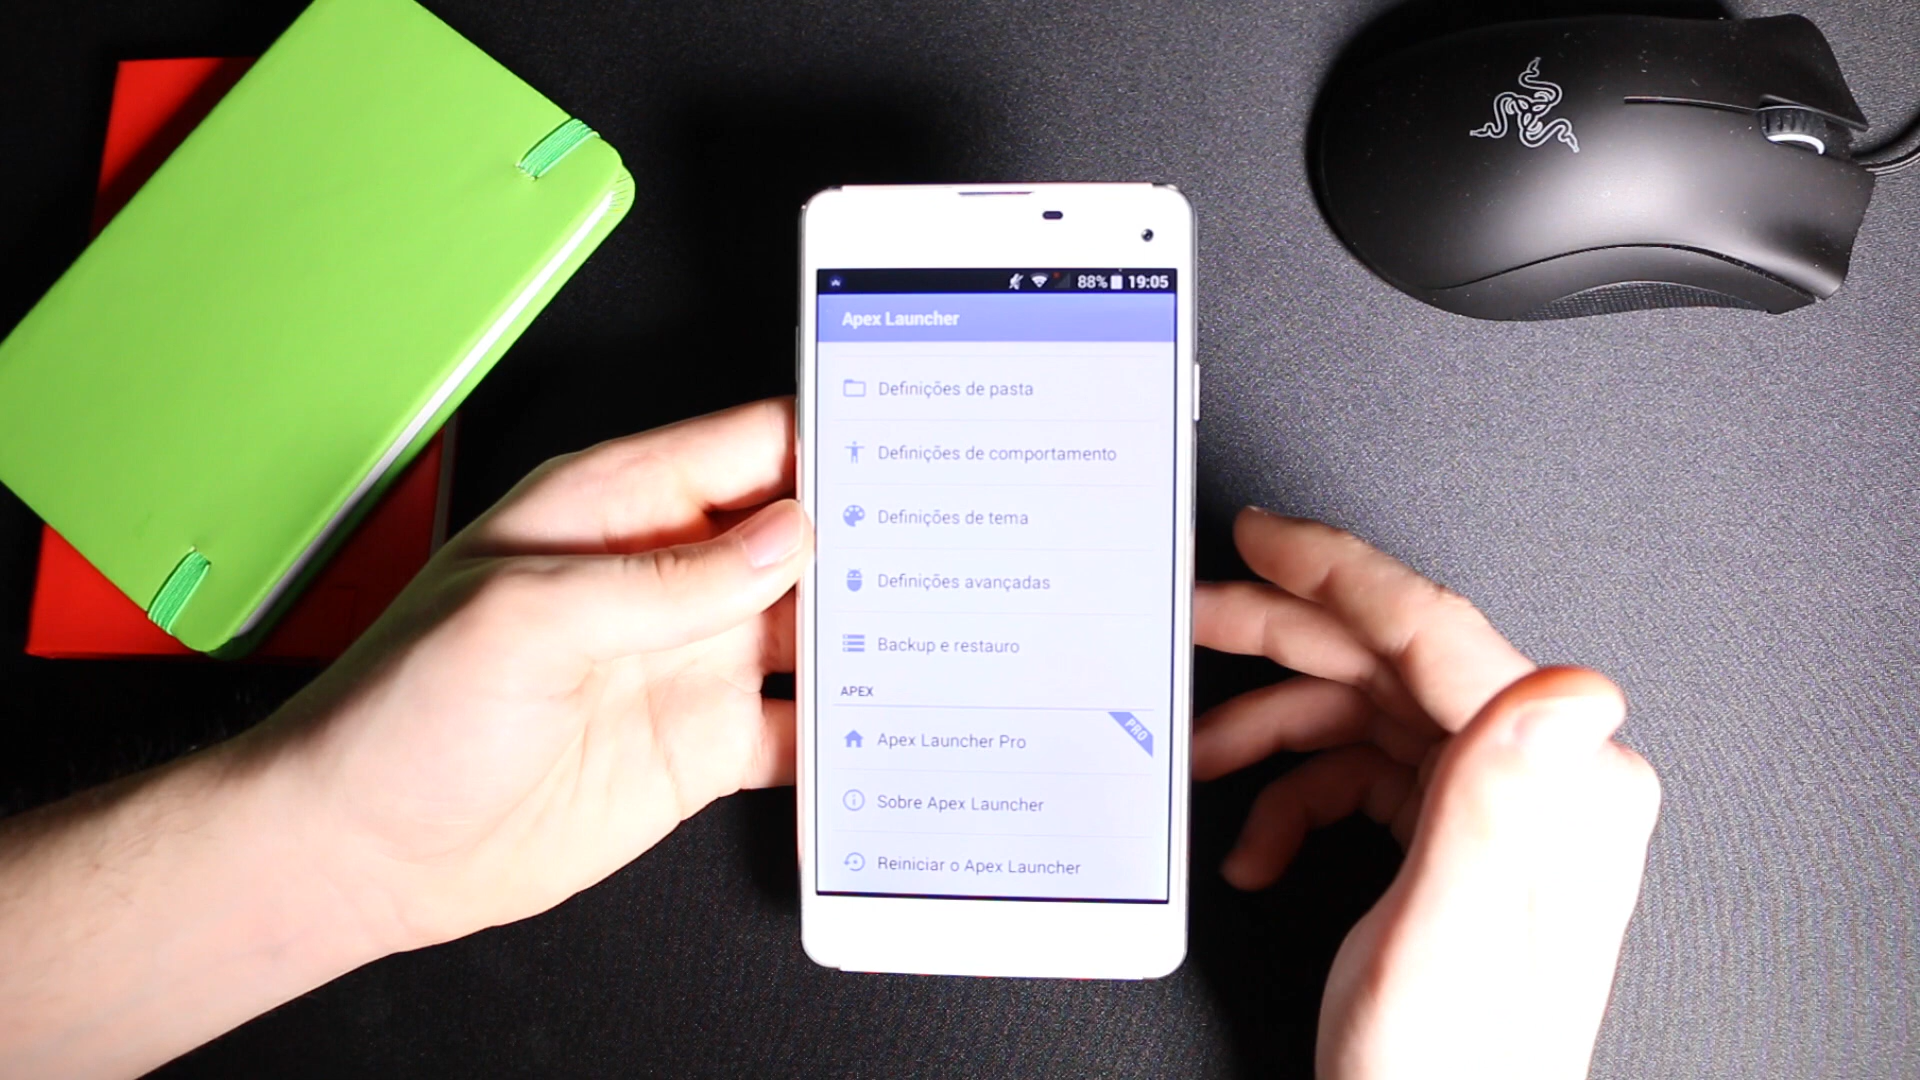 88% 19:05
Apex Launcher
Definições de pasta
Definições de comportamento
Definições de tema
Definições avançadas
Backup e restauro
APEX
PRO
Apex Launcher Pro
Sobre Apex Launcher
Reiniciar o Apex Launcher